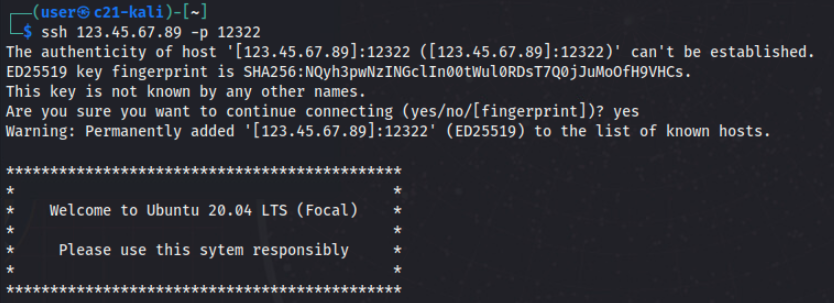 ┌──(user㉿c21-kali)-[~]
└─$ ssh 123.45.67.89 -p 12322
The authenticity of host '[123.45.67.89]:12322 ([123.45.67.89]:12322)' can't be established.
ED25519 key fingerprint is SHA256:NQyh3pwNzINGclIn00tWul0RDsT7Q0jJuMoOfH9VHCs.
This key is not known by any other names.
Are you sure you want to continue connecting (yes/no/[fingerprint])? yes
Warning: Permanently added '[123.45.67.89]:12322' (ED25519) to the list of known hosts.

*********************************************
*                                           *
*    Welcome to Ubuntu 20.04 LTS (Focal)    *
*                                           *
*     Please use this sytem responsibly     *
*                                           *
*********************************************